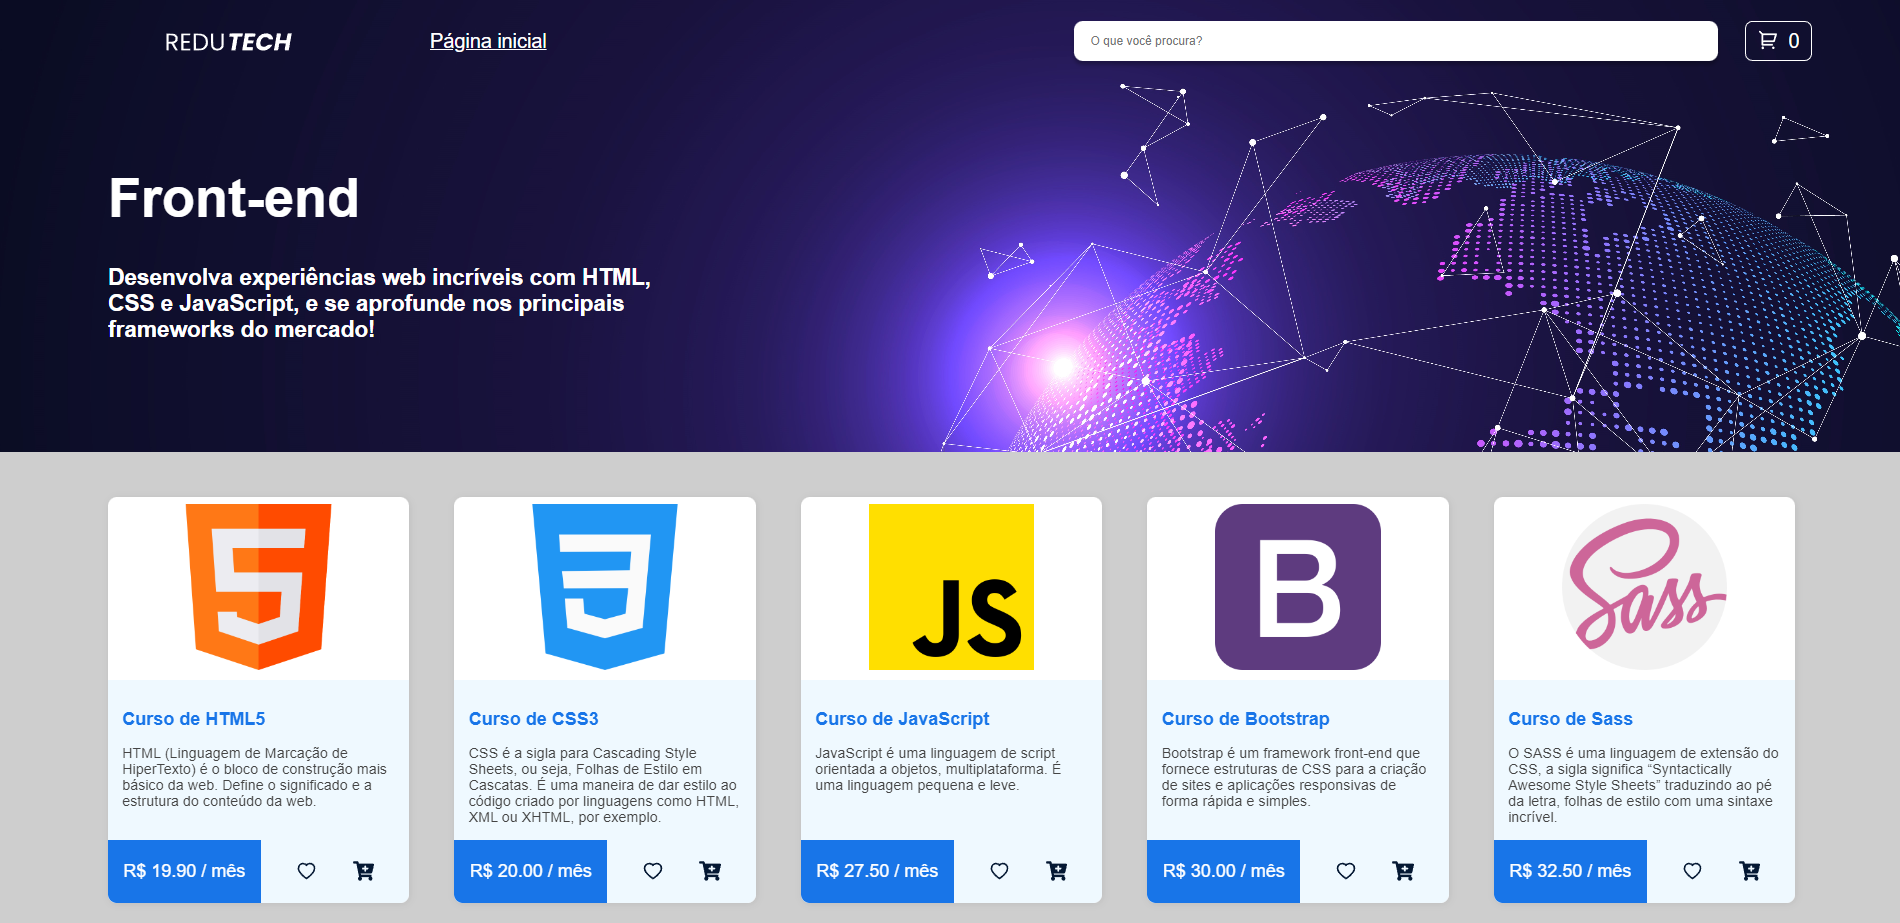 REDUTECH
Página inicial
O que você procura?
0
Front-end
Desenvolva experiências web incríveis com HTML,
CSS e JavaScript, e se aprofunde nos principais
frameworks do mercado!
5
3
JS
B
Sass
Curso de HTML5
HTML (Linguagem de Marcação de
HiperTexto) é o bloco de construção mais
básico da web. Define o significado e a
estrutura do conteúdo da web.
R$ 19.90 / mês
Curso de CSS3
CSS é a sigla para Cascading Style
Sheets, ou seja, Folhas de Estilo em
Cascatas. É uma maneira de dar estilo ao
código criado por linguagens como HTML,
XML ou XHTML, por exemplo.
R$ 20.00 / mês
Curso de JavaScript
JavaScript é uma linguagem de script
orientada a objetos, multiplataforma. É
uma linguagem pequena e leve.
R$ 27.50 / mês
Curso de Bootstrap
Bootstrap é um framework front-end que
fornece estruturas de CSS para a criação
de sites e aplicações responsivas de
forma rápida e simples.
R$ 30.00 / mês
Curso de Sass
O SASS é uma linguagem de extensão do
CSS, a sigla significa “Syntactically
Awesome Style Sheets” traduzindo ao pé
da letra, folhas de estilo com uma sintaxe
incrível.
R$ 32.50 / mês